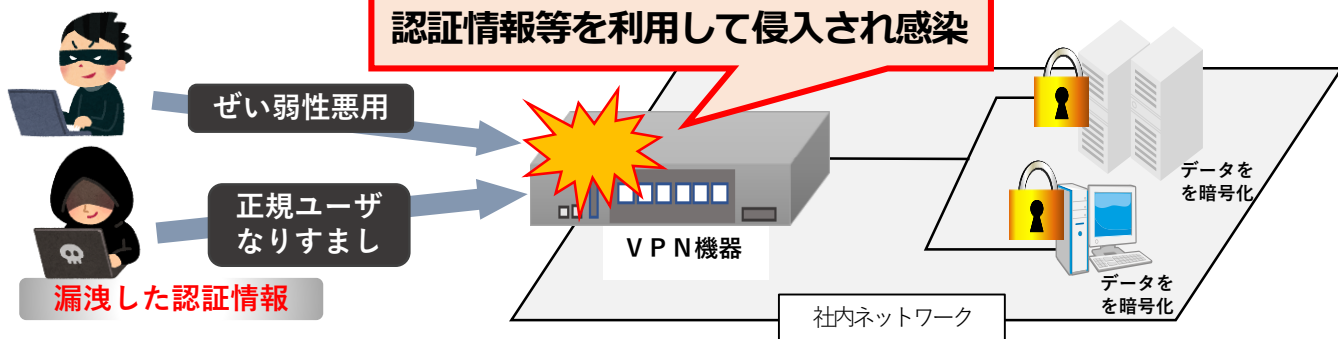 認証情報等を利用して侵入され感染
ぜい弱性悪用
正規ユーザ
なりすまし
漏洩した認証情報
ＶＰＮ機器
データを
を暗号化
データを
を暗号化
社内ネットワーク